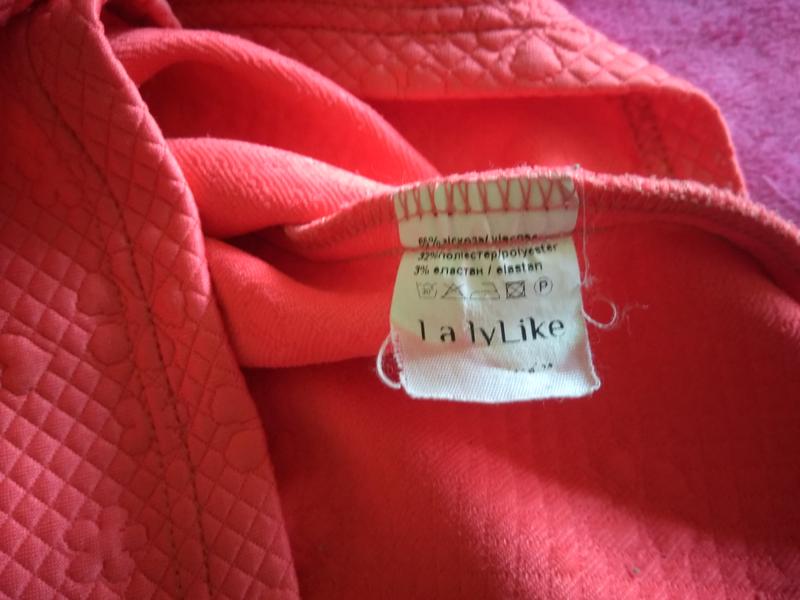 65% віскоза/viscose
32%поліестер/polyester
3% еластан / elastan
LadyLike